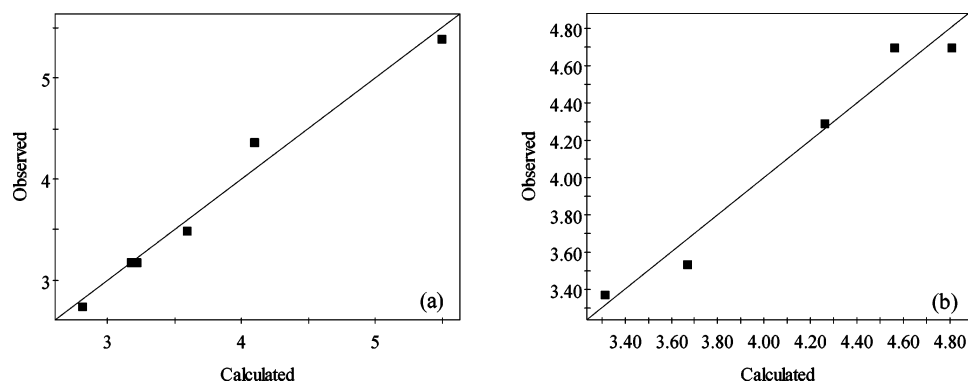 5
4
3
Observed
3 4 5
Calculated
(a)
4.80
4.60
4.40
4.20
4.00
3.80
3.60
3.40
Observed
3.40 3.60 3.80 4.00 4.20 4.40 4.60 4.80
Calculated
(b)